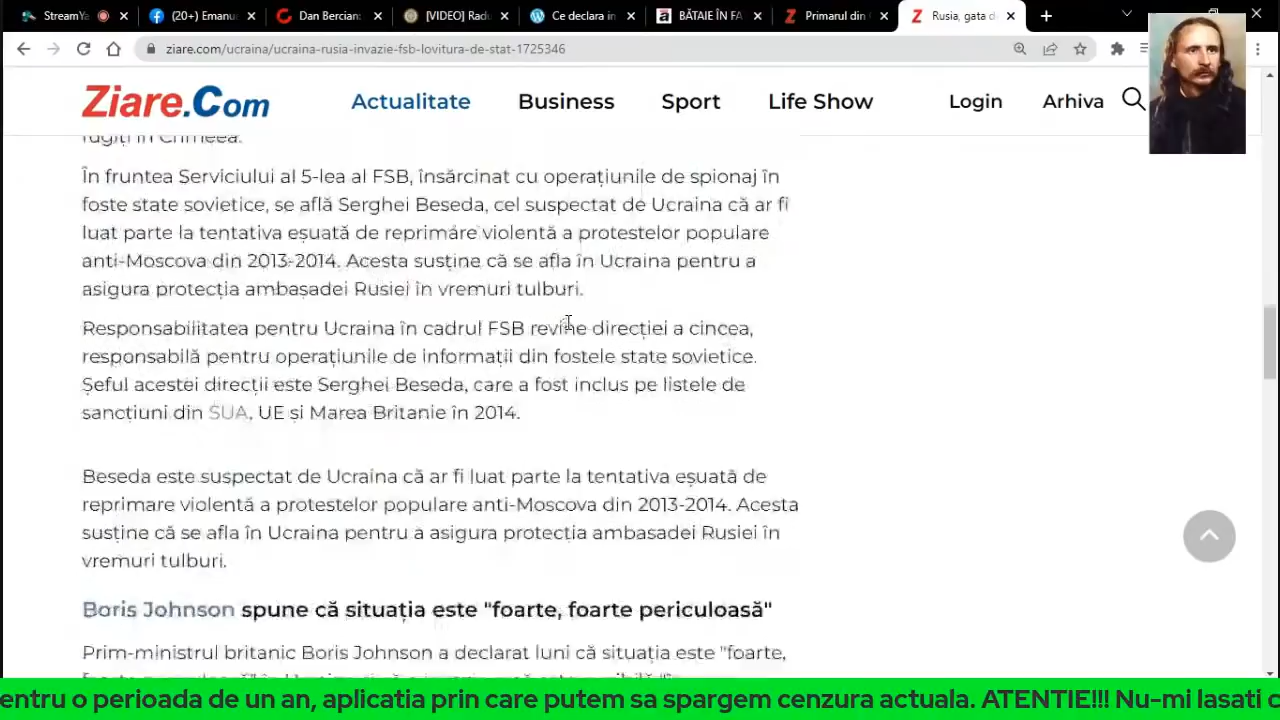 StreamYa
(20+) Emanu
Dan Bercian
[VIDEO] Radu
Ce declara in
BĂTAIE ÎN FA
Primarul din
Rusia, gata d
ziare.com/ucraina/ucraina-rusia-invazie-fsb-lovitura-de-stat-1725346
Ziare.Com
Actualitate
Business
Sport
Life Show
Login
Arhiva
fugiți în Crimeea.
În fruntea Serviciului al 5-lea al FSB, însărcinat cu operațiunile de spionaj în
foste state sovietice, se află Serghei Beseda, cel suspectat de Ucraina că ar fi
luat parte la tentativa eșuată de reprimare violentă a protestelor populare
anti-Moscova din 2013-2014. Acesta susține că se afla în Ucraina pentru a
asigura protecția ambasadei Rusiei în vremuri tulburi.
Responsabilitatea pentru Ucraina în cadrul FSB revine direcției a cincea,
responsabilă pentru operațiunile de informații din fostele state sovietice.
Șeful acestei direcții este Serghei Beseda, care a fost inclus pe listele de
sancțiuni din SUA, UE și Marea Britanie în 2014.
Beseda este suspectat de Ucraina că ar fi luat parte la tentativa eșuată de
reprimare violentă a protestelor populare anti-Moscova din 2013-2014. Acesta
susține că se afla în Ucraina pentru a asigura protecția ambasadei Rusiei în
vremuri tulburi.
Boris Johnson spune că situația este "foarte, foarte periculoasă"
Prim-ministrul britanic Boris Johnson a declarat luni că situația este "foarte,
entru o perioada de un an, aplicatia prin care putem sa spargem cenzura actuala. ATENTIE!!! Nu-mi lasati